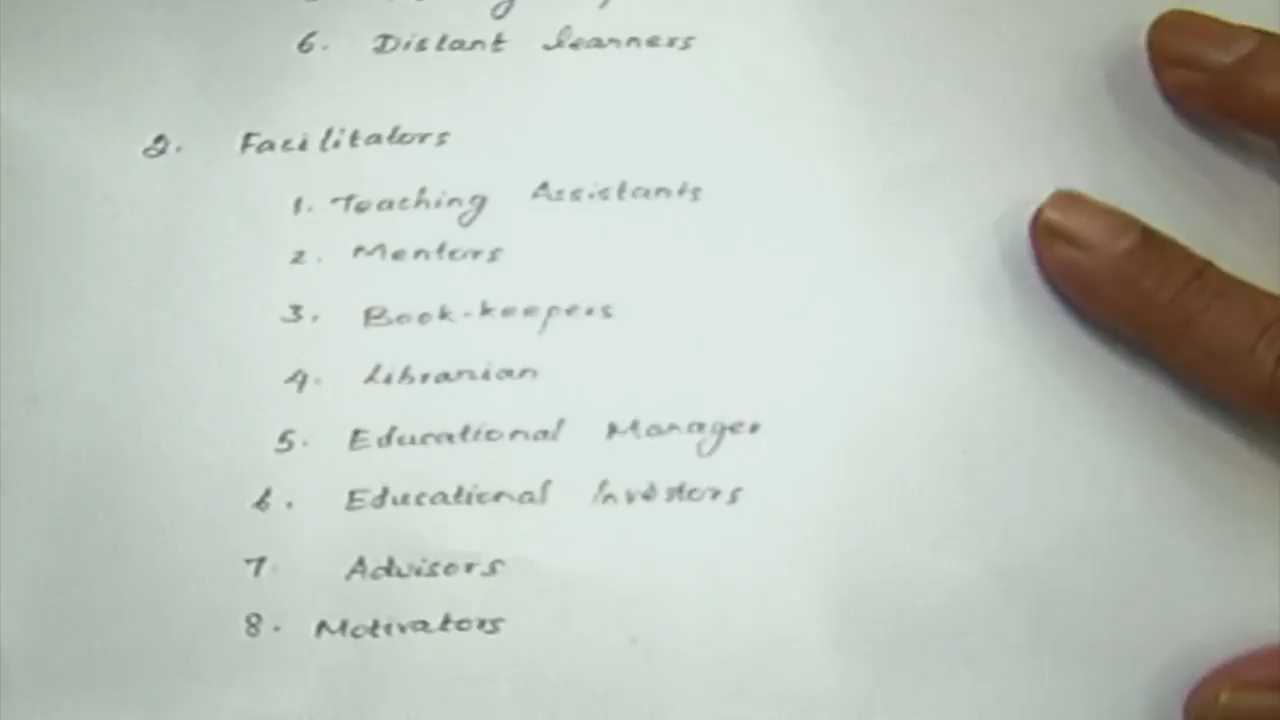 6. Distant learners
2. Facilitators
1. Teaching Assistants
2. Mentors
3. Book-keepers
4. Librarian
5. Educational Manager
6. Educational Investors
7. Advisors
8. Motivators